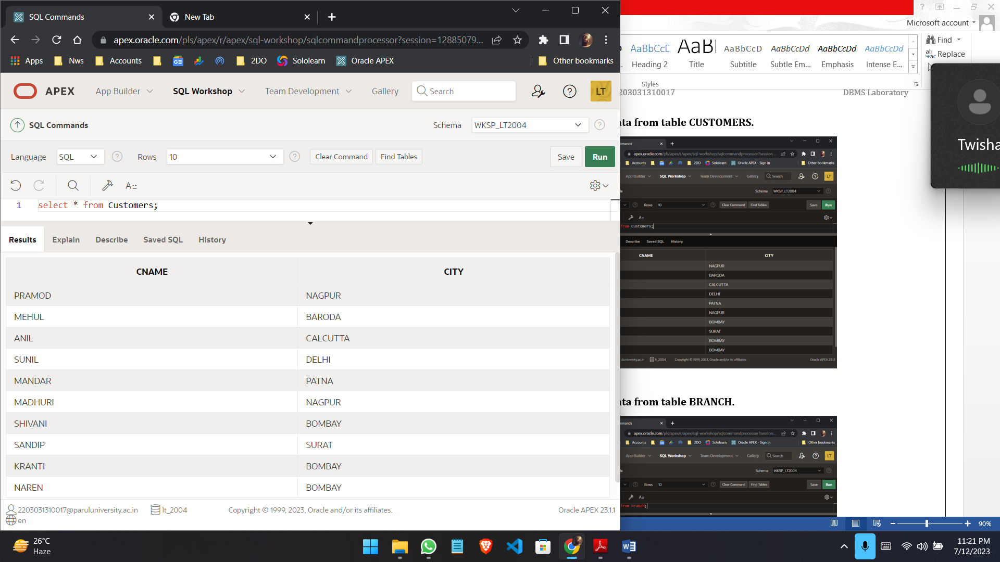 SQL Commands
New Tab
apex.oracle.com/pls/apex/r/apex/sql-workshop/sqlcommandprocessor?session=12885079...
Apps Nws Accounts 2DO Sololearn Oracle APEX Other bookmarks
APEX App Builder SQL Workshop Team Development Gallery Search LT
SQL Commands Schema WKSP_LT2004
Language SQL Rows 10 Clear Command Find Tables Save Run
1 select * from Customers;
Results Explain Describe Saved SQL History
CNAME CITY
PRAMOD NAGPUR
MEHUL BARODA
ANIL CALCUTTA
SUNIL DELHI
MANDAR PATNA
MADHURI NAGPUR
SHIVANI BOMBAY
SANDIP SURAT
KRANTI BOMBAY
NAREN BOMBAY
2203031310017@paruluniversity.ac.in lt_2004 Copyright © 1999, 2023, Oracle and/or its affiliates. Oracle APEX 23.1.1
en
Microsoft account
AaBbCcD AaBl AaBbCcD AaBbCcDd AaBbCcDd AaBbCcDd
Heading 2 Title Subtitle Subtle Em... Emphasis Intense E...
Styles
Find
Replace
203031310017 DBMS Laboratory
Twisha
ta from table CUSTOMERS.
mmands
apex.oracle.com/pls/apex/r/apex/sql-workshop/sqlcommandprocessor?session...
Accounts 2DO Sololearn Oracle APEX - Sign In Other bookmarks
App Builder SQL Workshop Team Development Gallery Search LT
Schema WKSP_LT2004
Rows 10 Clear Command Find Tables Save Run
from Customers;
Describe Saved SQL History
CNAME CITY
NAGPUR
BARODA
CALCUTTA
DELHI
PATNA
NAGPUR
BOMBAY
SURAT
BOMBAY
BOMBAY
uluniversity.ac.in lt_2004 Copyright © 1999, 2023, Oracle and/or its affiliates. Oracle APEX 23.1.1
ta from table BRANCH.
mmands
apex.oracle.com/pls/apex/r/apex/sql-workshop/sqlcommandprocessor?session...
Accounts 2DO Sololearn Oracle APEX - Sign In Other bookmarks
App Builder SQL Workshop Team Development Gallery Search LT
Schema WKSP_LT2004
Rows 10 Clear Command Find Tables Save Run
from Branch;
90%
26°C
Haze
11:21 PM
7/12/2023